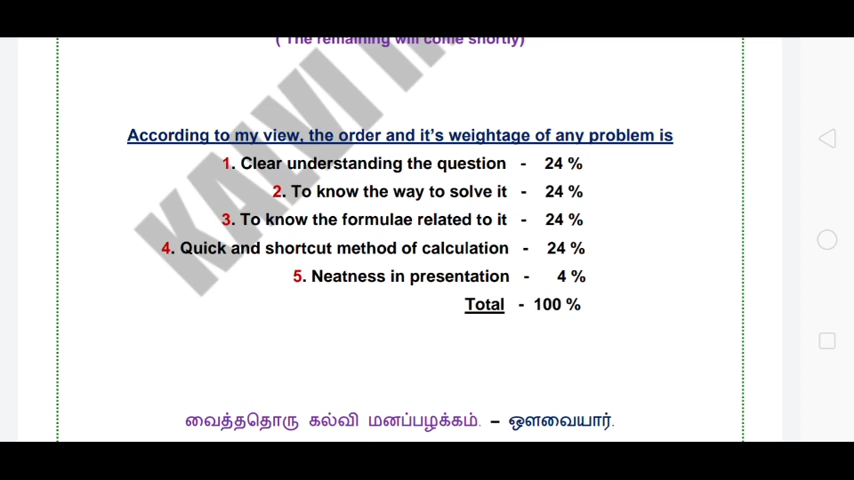 ( The remaining will come shortly)
According to my view, the order and it's weightage of any problem is
1. Clear understanding the question - 24 %
2. To know the way to solve it - 24 %
3. To know the formulae related to it - 24 %
4. Quick and shortcut method of calculation - 24 %
5. Neatness in presentation - 4 %
Total - 100 %
வைத்ததொரு கல்வி மனப்பழக்கம். – ஔவையார்.
KALVI